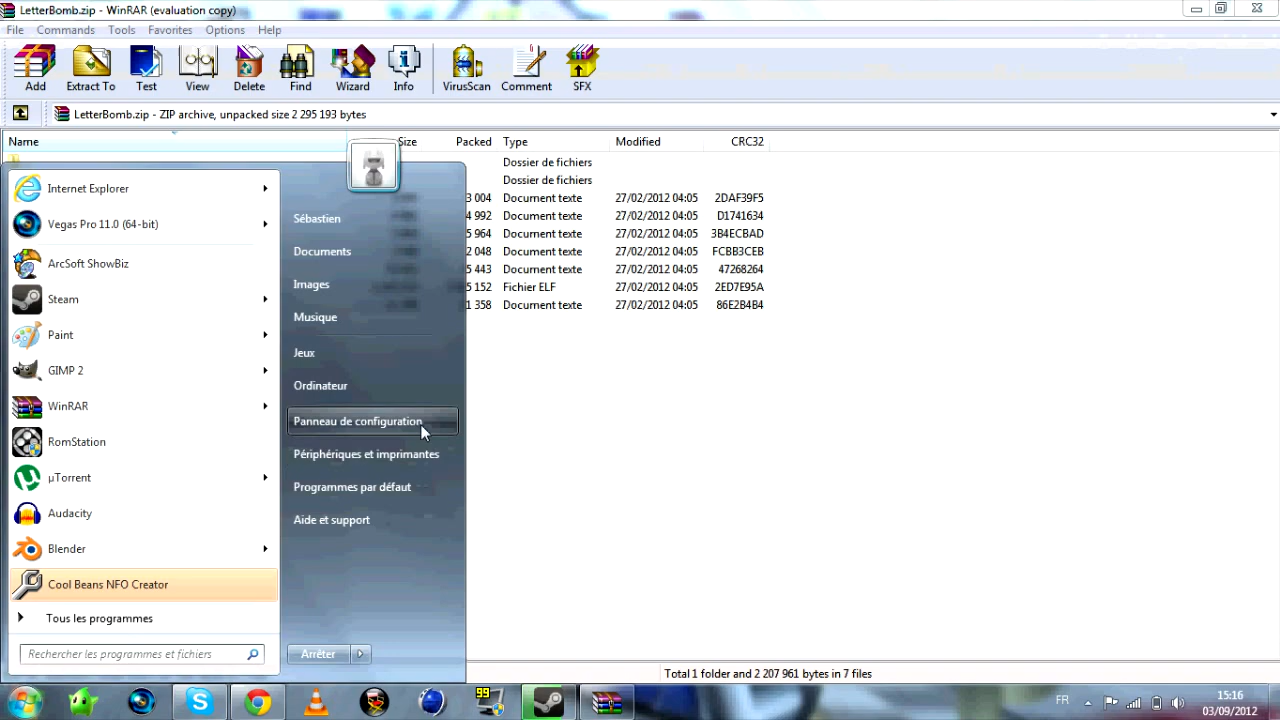 LetterBomb.zip - WinRAR (evaluation copy)
File Commands Tools Favorites Options Help
Add Extract To Test View Delete Find Wizard Info VirusScan Comment SFX
LetterBomb.zip - ZIP archive, unpacked size 2 295 193 bytes
Name Size Packed Type Modified CRC32
Dossier de fichiers
Dossier de fichiers
3 004 Document texte 27/02/2012 04:05 2DAF39F5
4 992 Document texte 27/02/2012 04:05 D1741634
5 964 Document texte 27/02/2012 04:05 3B4ECBAD
2 048 Document texte 27/02/2012 04:05 FCBB3CEB
5 443 Document texte 27/02/2012 04:05 47268264
5 152 Fichier ELF 27/02/2012 04:05 2ED7E95A
1 358 Document texte 27/02/2012 04:05 86E2B4B4
Internet Explorer
Vegas Pro 11.0 (64-bit)
ArcSoft ShowBiz
Steam
Paint
GIMP 2
WinRAR
RomStation
µTorrent
Audacity
Blender
Cool Beans NFO Creator
Tous les programmes
Rechercher les programmes et fichiers
Sébastien
Documents
Images
Musique
Jeux
Ordinateur
Panneau de configuration
Périphériques et imprimantes
Programmes par défaut
Aide et support
Arrêter
Total 1 folder and 2 207 961 bytes in 7 files
99
FR
15:16
03/09/2012